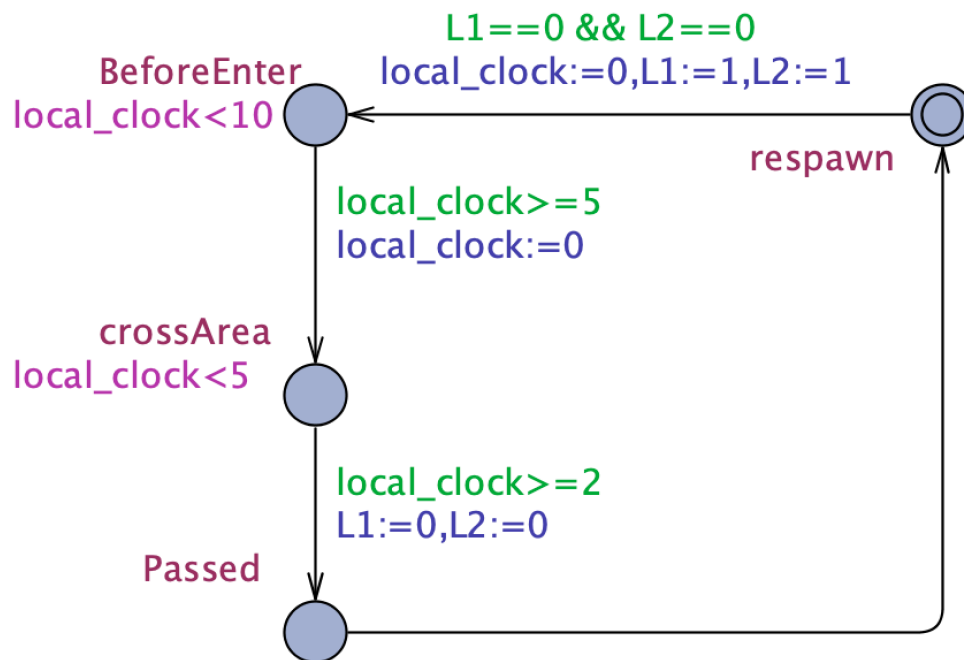 L1==0 && L2==0
BeforeEnter
local_clock:=0,L1:=1,L2:=1
local_clock<10
respawn
local_clock>=5
local_clock:=0
crossArea
local_clock<5
local_clock>=2
L1:=0,L2:=0
Passed